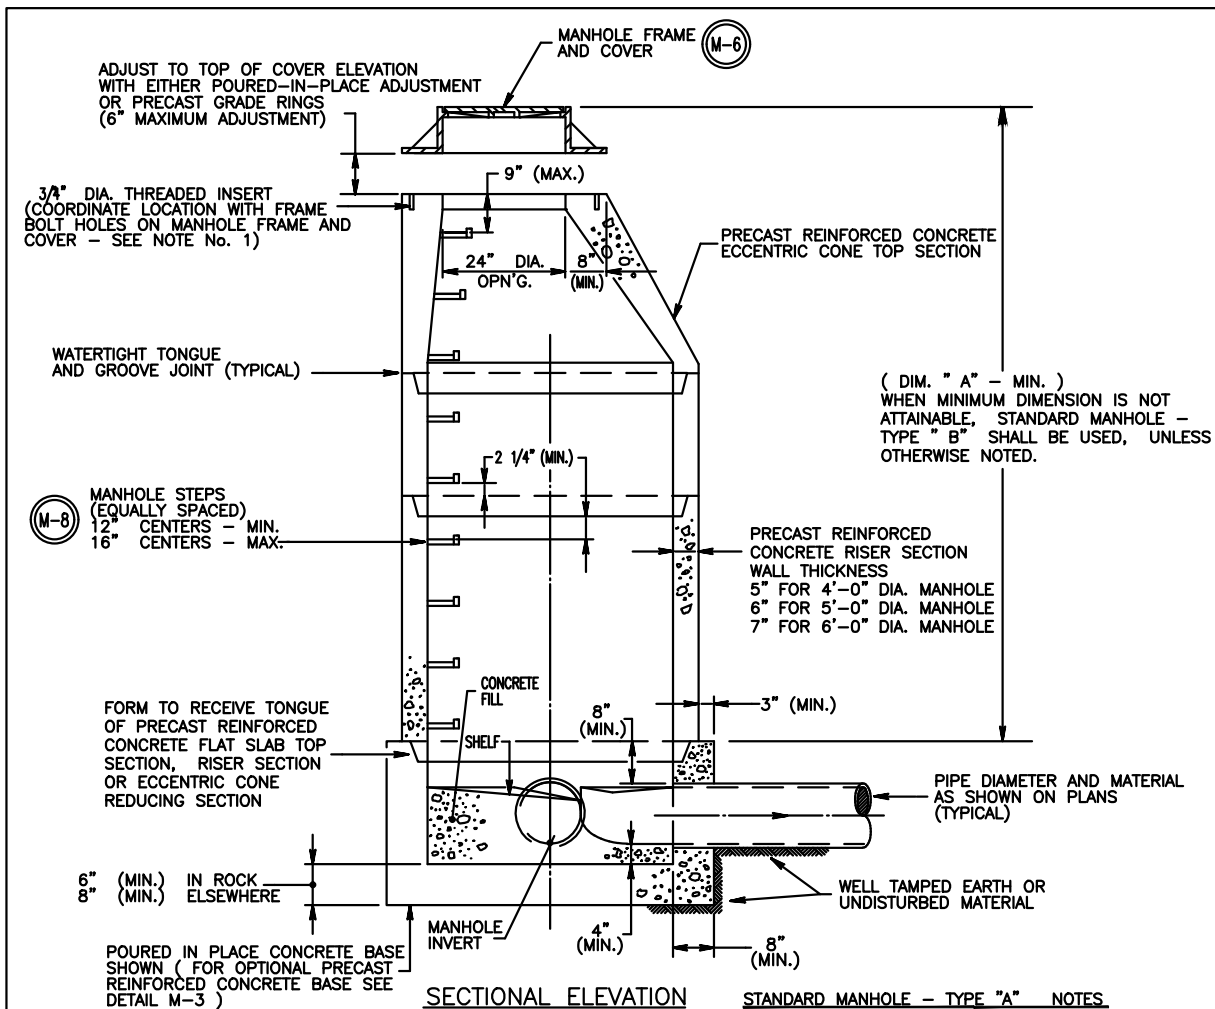 MANHOLE FRAME
AND COVER
M-6
ADJUST TO TOP OF COVER ELEVATION
WITH EITHER POURED-IN-PLACE ADJUSTMENT
OR PRECAST GRADE RINGS
(6" MAXIMUM ADJUSTMENT)
9" (MAX.)
3/4" DIA. THREADED INSERT
(COORDINATE LOCATION WITH FRAME
BOLT HOLES ON MANHOLE FRAME AND
COVER - SEE NOTE No. 1)
PRECAST REINFORCED CONCRETE
ECCENTRIC CONE TOP SECTION
24" DIA.
OPN'G.
8"
(MIN.)
WATERTIGHT TONGUE
AND GROOVE JOINT (TYPICAL)
( DIM. " A" - MIN. )
WHEN MINIMUM DIMENSION IS NOT
ATTAINABLE, STANDARD MANHOLE -
TYPE " B" SHALL BE USED, UNLESS
OTHERWISE NOTED.
2 1/4" (MIN.)
M-8
MANHOLE STEPS
(EQUALLY SPACED)
12" CENTERS - MIN.
16" CENTERS - MAX.
PRECAST REINFORCED
CONCRETE RISER SECTION
WALL THICKNESS
5" FOR 4'-0" DIA. MANHOLE
6" FOR 5'-0" DIA. MANHOLE
7" FOR 6'-0" DIA. MANHOLE
CONCRETE
FILL
SHELF
8"
(MIN.)
3" (MIN.)
FORM TO RECEIVE TONGUE
OF PRECAST REINFORCED
CONCRETE FLAT SLAB TOP
SECTION, RISER SECTION
OR ECCENTRIC CONE
REDUCING SECTION
PIPE DIAMETER AND MATERIAL
AS SHOWN ON PLANS
(TYPICAL)
6" (MIN.) IN ROCK
8" (MIN.) ELSEWHERE
WELL TAMPED EARTH OR
UNDISTURBED MATERIAL
MANHOLE
INVERT
4"
(MIN.)
8"
(MIN.)
POURED IN PLACE CONCRETE BASE
SHOWN ( FOR OPTIONAL PRECAST
REINFORCED CONCRETE BASE SEE
DETAIL M-3 )
SECTIONAL ELEVATION
STANDARD MANHOLE - TYPE "A" NOTES